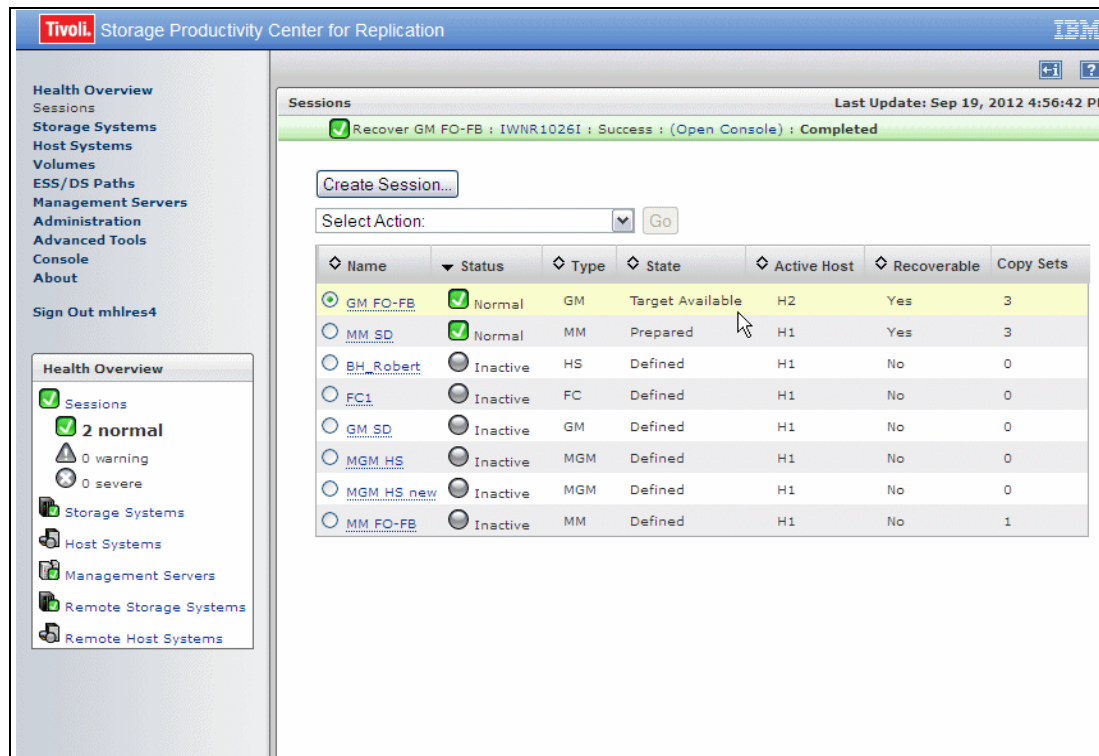 Tivoli. Storage Productivity Center for Replication
IBM
Health Overview
Sessions
Storage Systems
Host Systems
Volumes
ESS/DS Paths
Management Servers
Administration
Advanced Tools
Console
About
Sign Out mhlres4
Health Overview
Sessions
2 normal
0 warning
0 severe
Storage Systems
Host Systems
Management Servers
Remote Storage Systems
Remote Host Systems
i ?
Sessions Last Update: Sep 19, 2012 4:56:42 P
Recover GM FO-FB : IWNR1026I : Success : (Open Console) : Completed
Create Session...
Select Action: Go
Name Status Type State Active Host Recoverable Copy Sets
GM FO-FB Normal GM Target Available H2 Yes 3
MM SD Normal MM Prepared H1 Yes 3
BH_Robert Inactive HS Defined H1 No 0
FC1 Inactive FC Defined H1 No 0
GM SD Inactive GM Defined H1 No 0
MGM HS Inactive MGM Defined H1 No 0
MGM HS new Inactive MGM Defined H1 No 0
MM FO-FB Inactive MM Defined H1 No 1